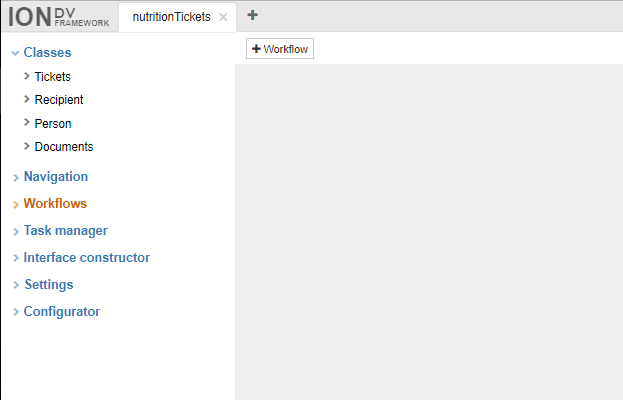 ION DV FRAMEWORK
nutritionTickets
Workflow
Classes
Tickets
Recipient
Person
Documents
Navigation
Workflows
Task manager
Interface constructor
Settings
Configurator